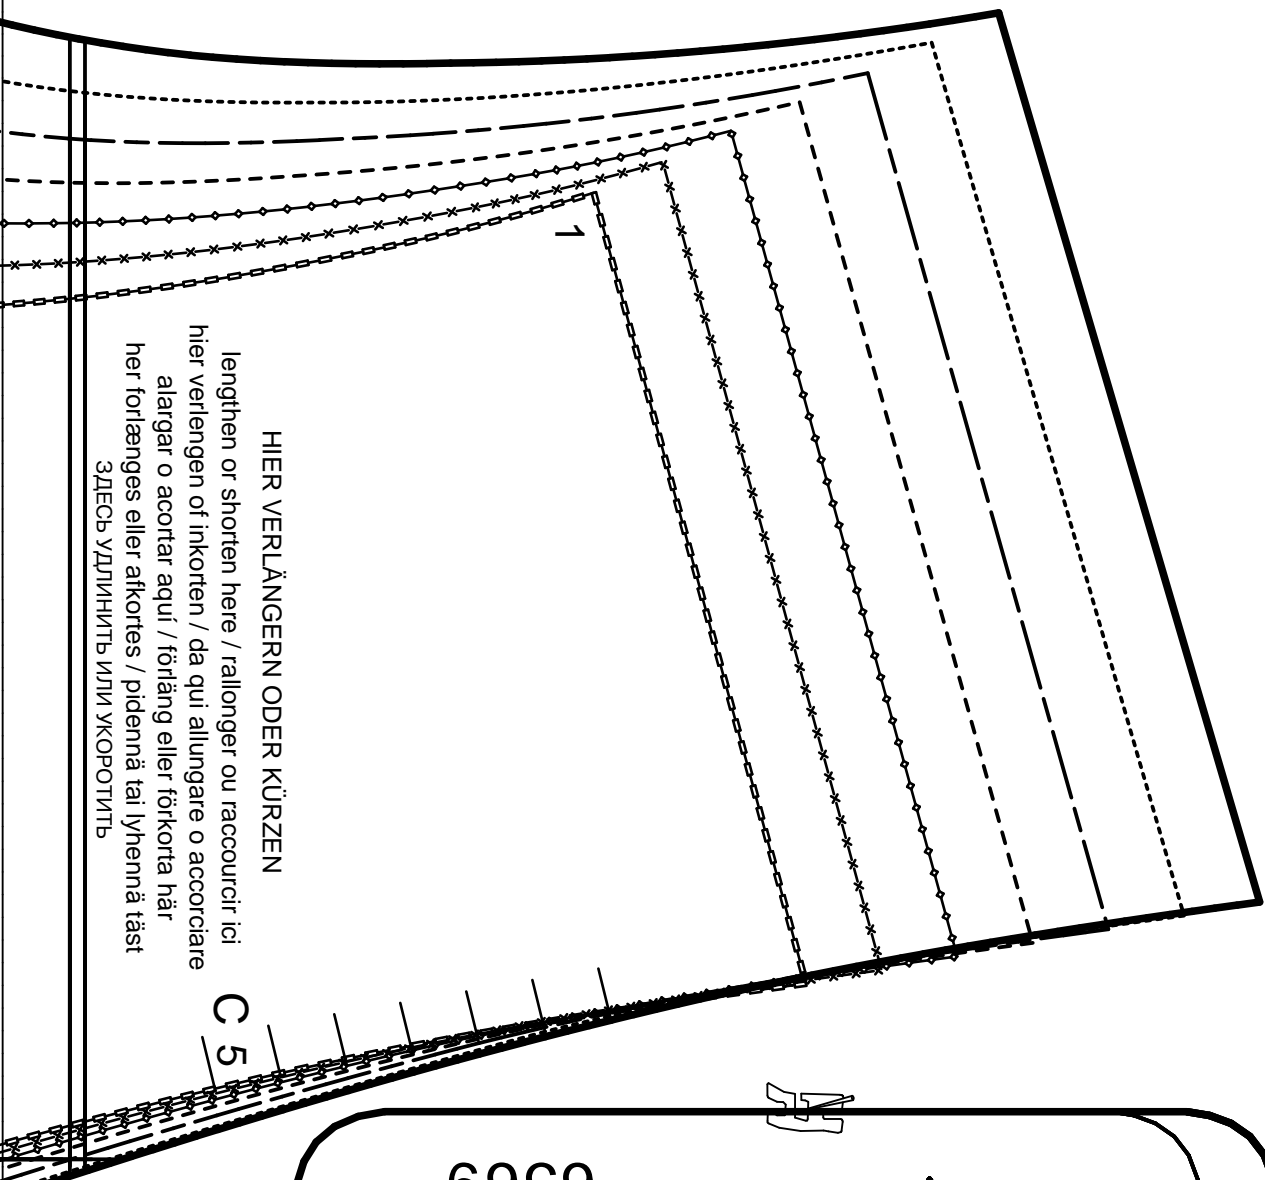 1
HIER VERLÄNGERN ODER KÜRZEN
lengthen or shorten here / rallonger ou raccourcir ici
hier verlengen of inkorten / da qui allungare o accorciare
alargar o acortar aquí / förläng eller förkorta här
her forlænges eller afkortes / pidennä tai lyhennä täst
ЗДЕСЬ УДЛИНИТЬ ИЛИ УКОРОТИТЬ
C 5